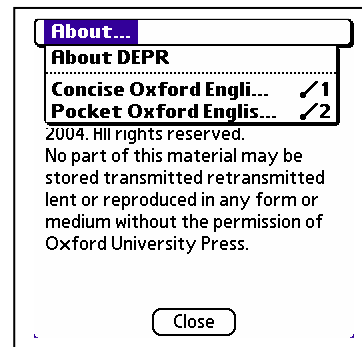 About...
About DEPR
Concise Oxford Engli... /1
Pocket Oxford Englis... /2
2004. All rights reserved.
No part of this material may be
stored transmitted retransmitted
lent or reproduced in any form or
medium without the permission of
Oxford University Press.
Close